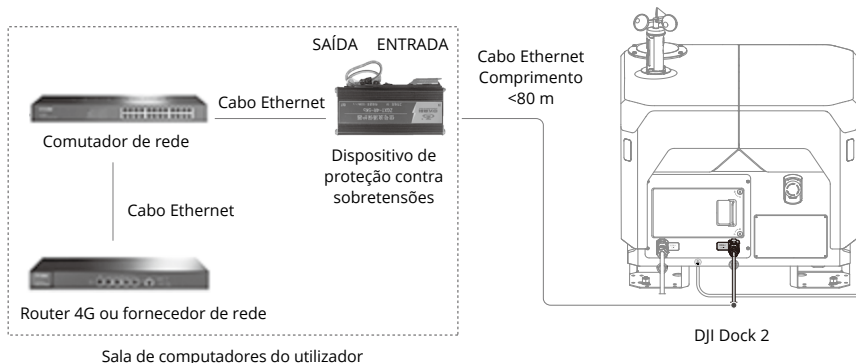 SAÍDA ENTRADA
Cabo Ethernet
Comprimento
<80 m
Cabo Ethernet
Comutador de rede
Dispositivo de
proteção contra
sobretensões
Cabo Ethernet
Router 4G ou fornecedor de rede
DJI Dock 2
Sala de computadores do utilizador